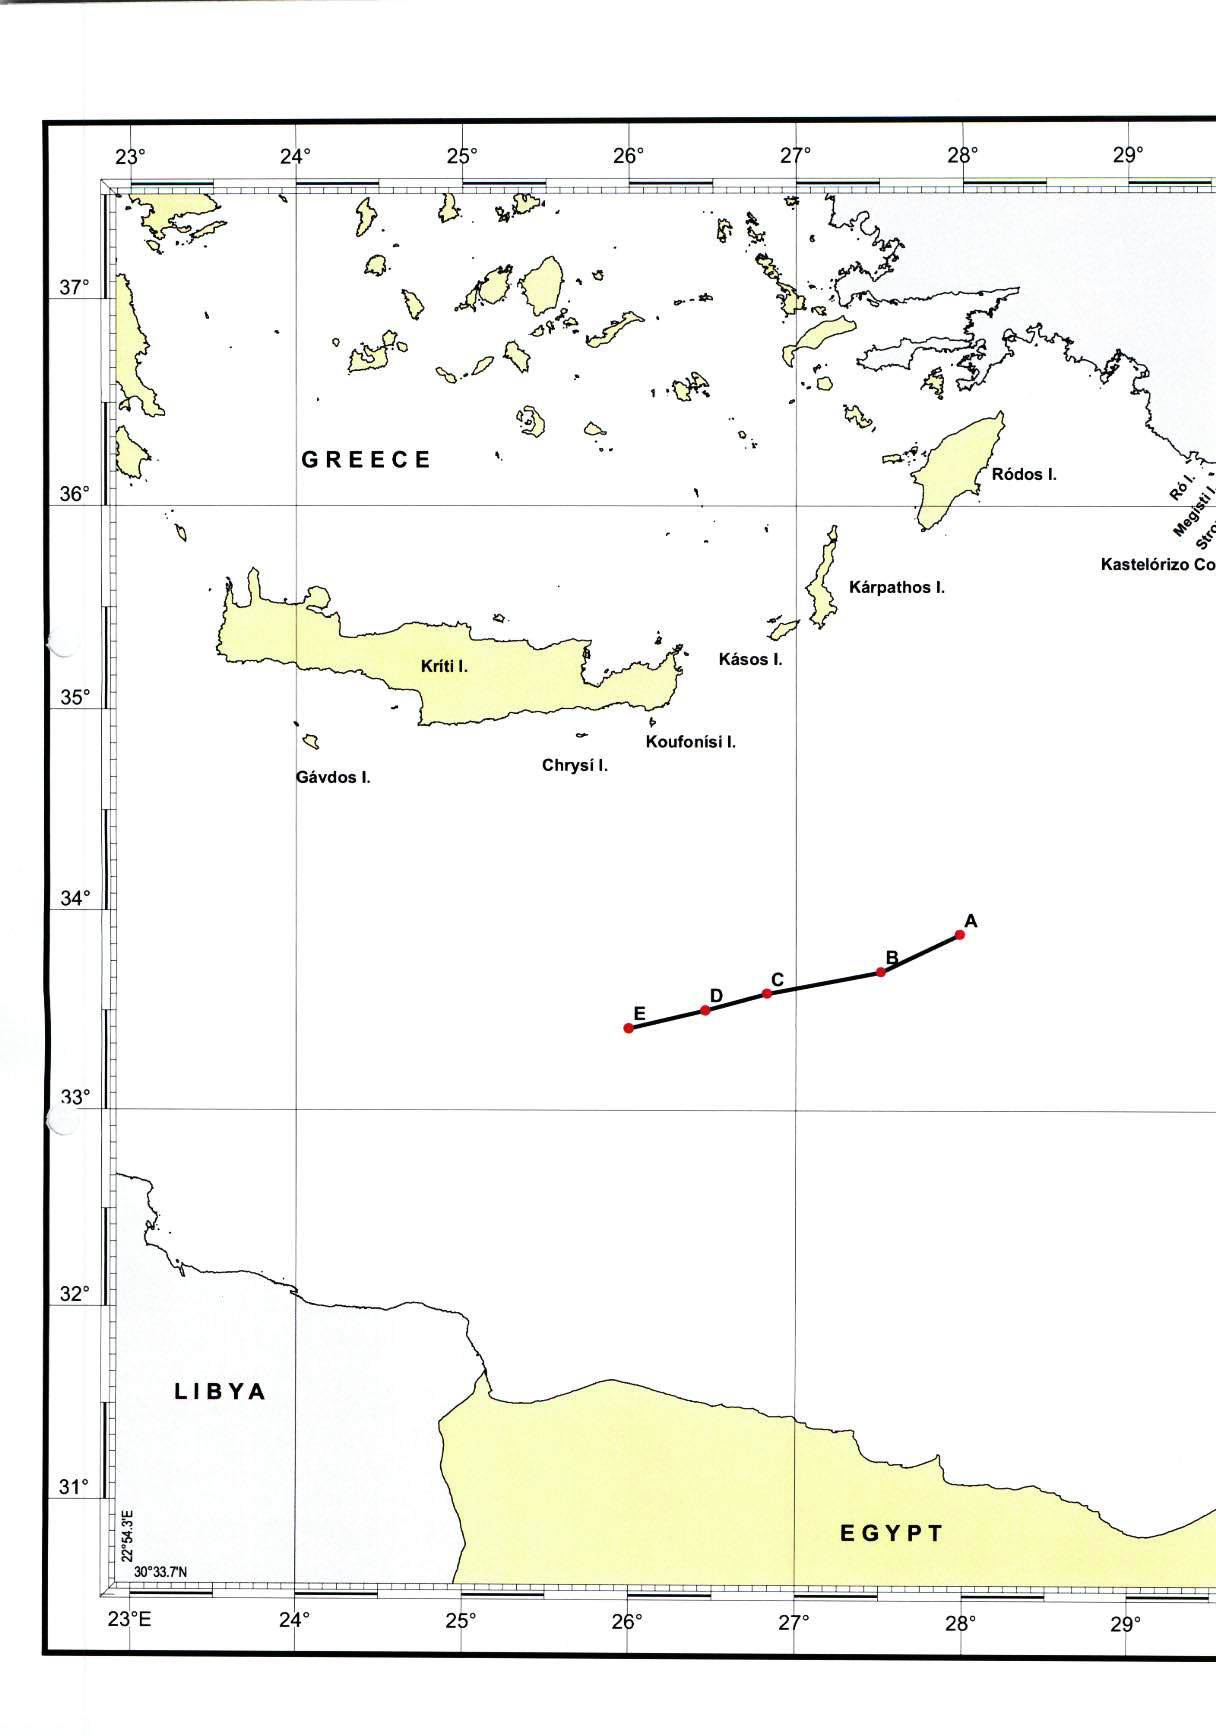 23° 24° 25° 26° 27° 28° 29°
37°
GREECE
36°
Ródos I.
Ró I.
Megísti I.
Kastelórizo Co
Kárpathos I.
Kásos I.
Kríti I.
35°
Koufonísi I.
Chrysí I.
Gávdos I.
34°
A
B
C
D
E
33°
32°
LIBYA
31°
EGYPT
22°54.3'E
30°33.7'N
23°E 24° 25° 26° 27° 28° 29°